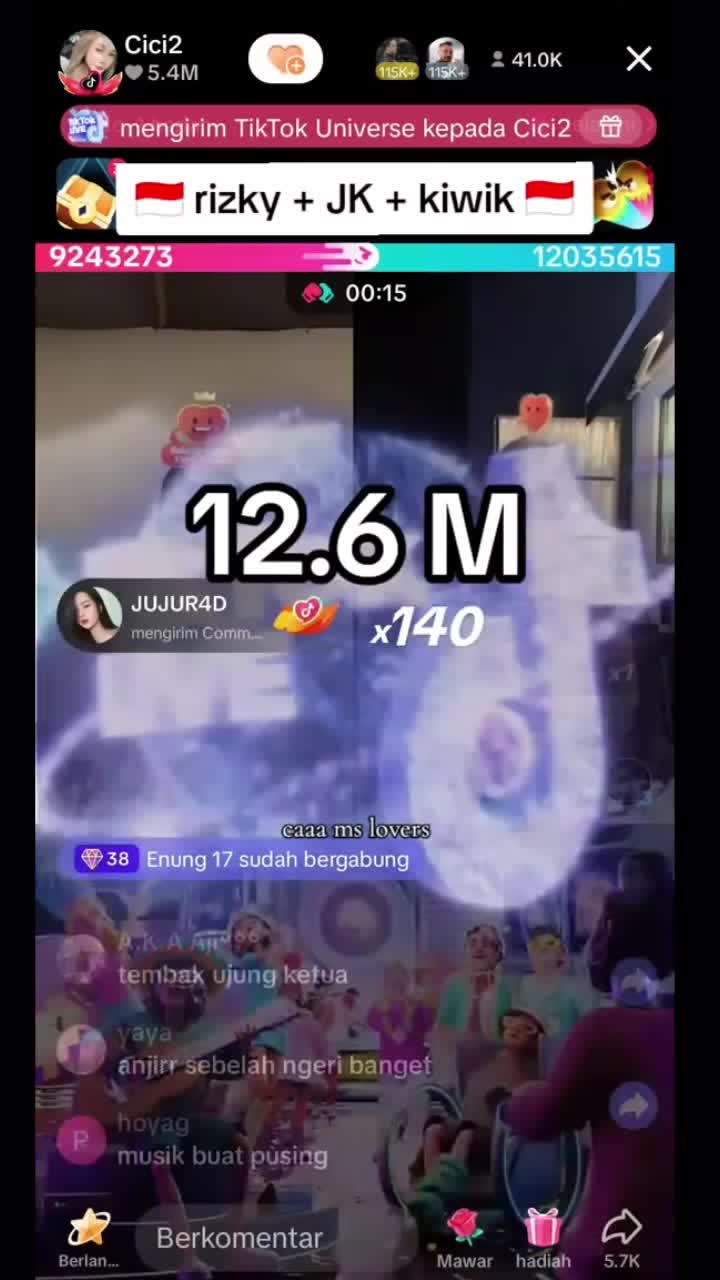 Cici2
5.4M
115K+
115K+
41.0K
mengirim TikTok Universe kepada Cici2
rizky + JK + kiwik
9243273
12035615
00:15
12.6 M
JUJUR4D
mengirim Comm...
x140
x1
caaa ms lovers
38 Enung 17 sudah bergabung
tembak ujung ketua
yaya
anjirr sebelah ngeri banget
P
hoyag
musik buat pusing
Berlan...
Berkomentar
Mawar
hadiah
5.7K